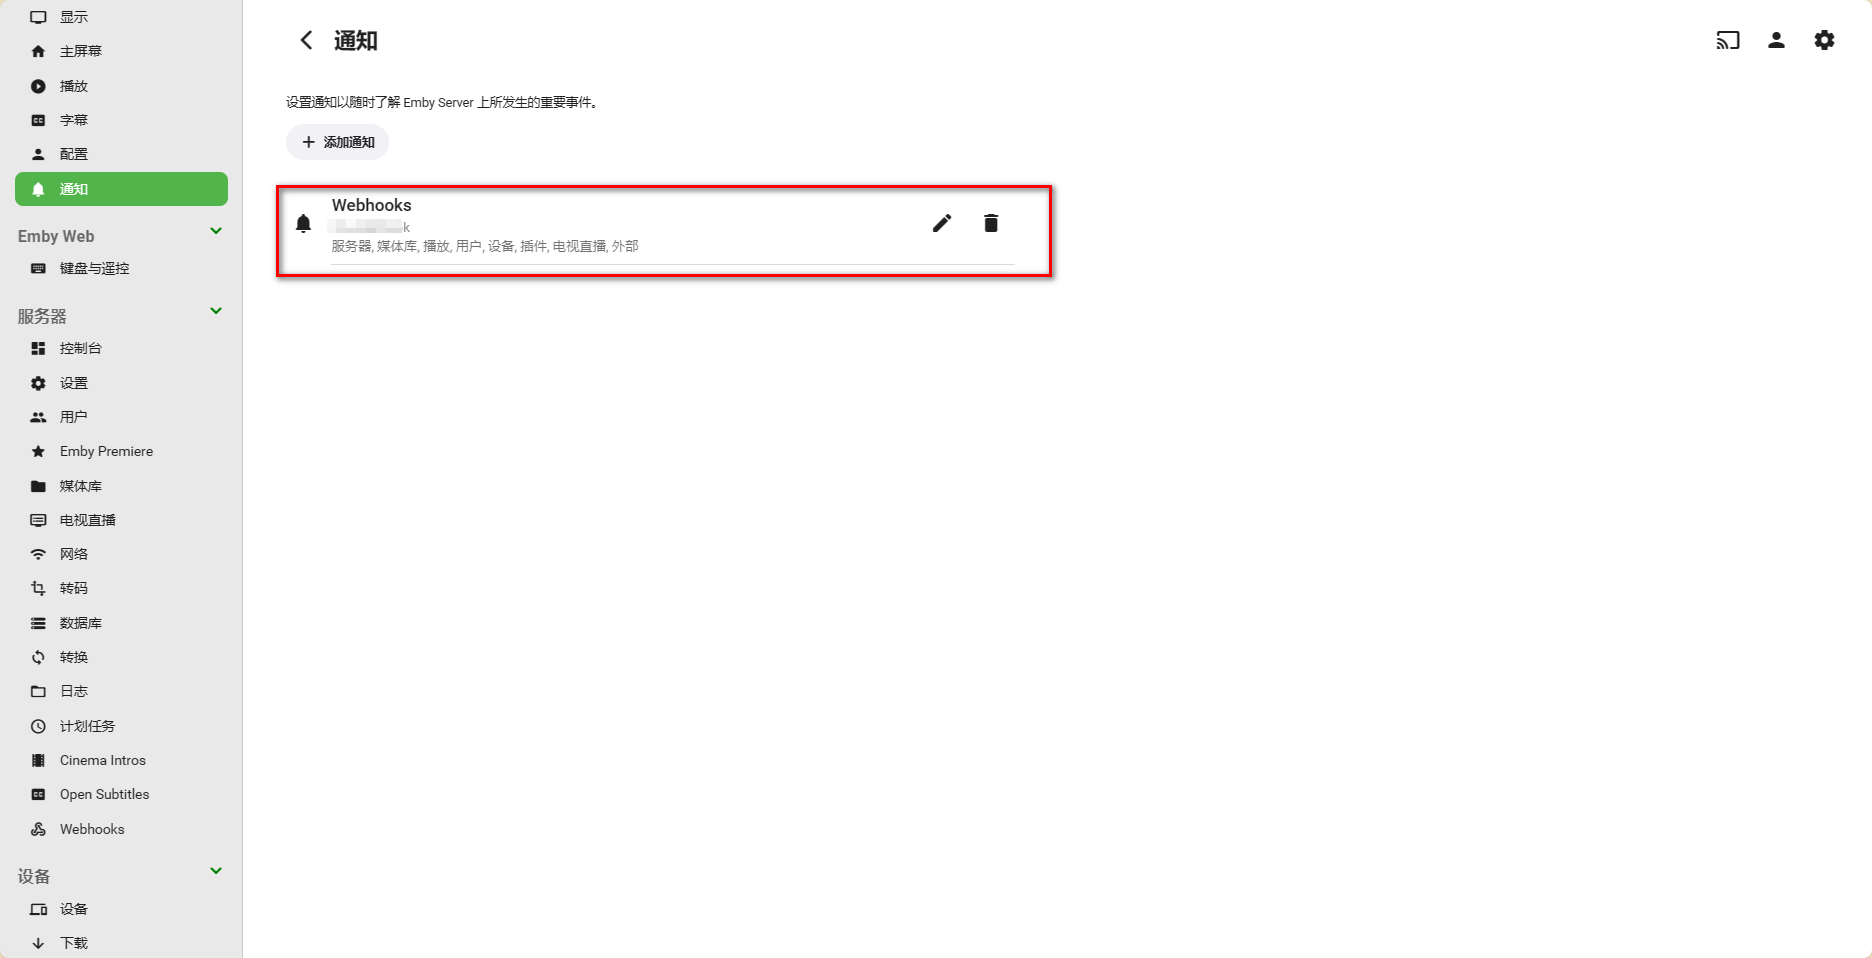 显示
主屏幕
播放
字幕
配置
通知
Emby Web
键盘与遥控
服务器
控制台
设置
用户
Emby Premiere
媒体库
电视直播
网络
转码
数据库
转换
日志
计划任务
Cinema Intros
Open Subtitles
Webhooks
设备
设备
下载
通知
设置通知以随时了解 Emby Server 上所发生的重要事件。
添加通知
Webhooks
k
服务器, 媒体库, 播放, 用户, 设备, 插件, 电视直播, 外部